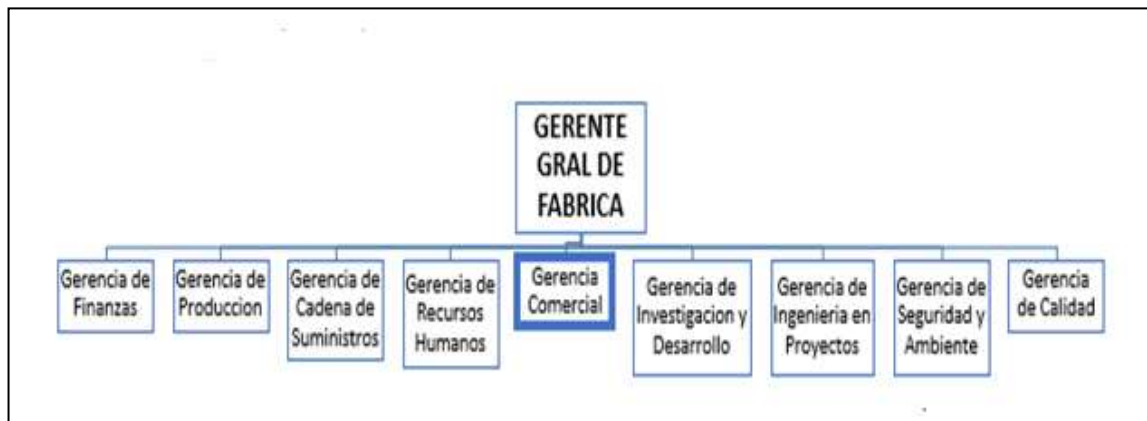 GERENTE
GRAL DE
FABRICA
Gerencia de
Finanzas
Gerencia de
Produccion
Gerencia de
Cadena de
Suministros
Gerencia de
Recursos
Humanos
Gerencia
Comercial
Gerencia de
Investigacion y
Desarrollo
Gerencia de
Ingenieria en
Proyectos
Gerencia de
Seguridad y
Ambiente
Gerencia
de Calidad